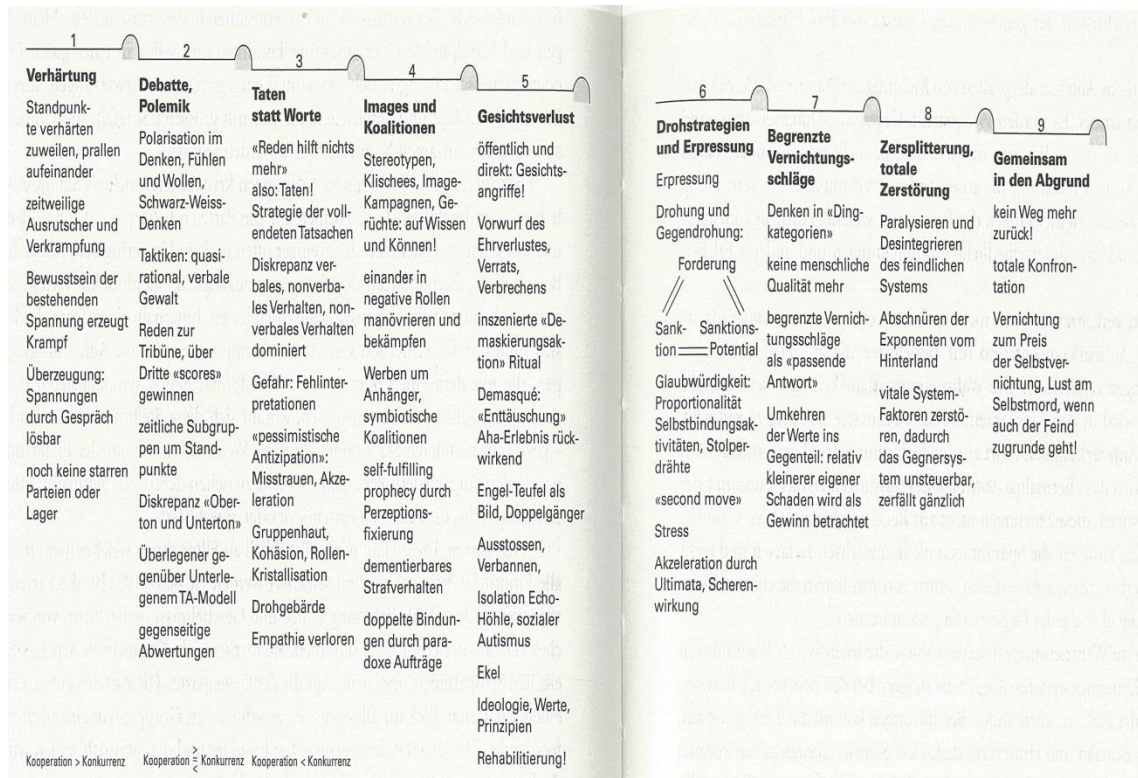 1
Verhärtung
Standpunk-
te verhärten
zuweilen, prallen
aufeinander
zeitweilige
Ausrutscher und
Verkrampfung
Bewusstsein der
bestehenden
Spannung erzeugt
Krampf
Überzeugung:
Spannungen
durch Gespräch
lösbar
noch keine starren
Parteien oder
Lager
Kooperation > Konkurrenz
2
Debatte,
Polemik
Polarisation im
Denken, Fühlen
und Wollen,
Schwarz-Weiss-
Denken
Taktiken: quasi-
rational, verbale
Gewalt
Reden zur
Tribüne, über
Dritte «scores»
gewinnen
zeitliche Subgrup-
pen um Stand-
punkte
Diskrepanz «Ober-
ton und Unterton»
Überlegener ge-
genüber Unterle-
genem TA-Modell
gegenseitige
Abwertungen
Kooperation > = < Konkurrenz
3
Taten
statt Worte
«Reden hilft nichts
mehr»
also: Taten!
Strategie der voll-
endeten Tatsachen
Diskrepanz ver-
bales, nonverba-
les Verhalten, non-
verbales Verhalten
dominiert
Gefahr: Fehlinter-
pretationen
«pessimistische
Antizipation»:
Misstrauen, Akze-
leration
Gruppenhaut,
Kohäsion, Rollen-
Kristallisation
Drohgebärde
Empathie verloren
Kooperation < Konkurrenz
4
Images und
Koalitionen
Stereotypen,
Klischees, Image-
Kampagnen, Ge-
rüchte: auf Wissen
und Können!
einander in
negative Rollen
manövrieren und
bekämpfen
Werben um
Anhänger,
symbiotische
Koalitionen
self-fulfilling
prophecy durch
Perzeptions-
fixierung
dementierbares
Strafverhalten
doppelte Bindun-
gen durch para-
doxe Aufträge
5
Gesichtsverlust
öffentlich und
direkt: Gesichts-
angriffe!
Vorwurf des
Ehrverlustes,
Verrats,
Verbrechens
inszenierte «De-
maskierungsak-
tion» Ritual
Demasqué:
«Enttäuschung»
Aha-Erlebnis rück-
wirkend
Engel-Teufel als
Bild, Doppelgänger
Ausstossen,
Verbannen,
Isolation Echo-
Höhle, sozialer
Autismus
Ekel
Ideologie, Werte,
Prinzipien
Rehabilitierung!
6
Drohstrategien
und Erpressung
Erpressung
Drohung und
Gegendrohung:
Forderung
Sank- Sanktions-
tion Potential
Glaubwürdigkeit:
Proportionalität
Selbstbindungsak-
tivitäten, Stolper-
drähte
«second move»
Stress
Akzeleration durch
Ultimata, Scheren-
wirkung
7
Begrenzte
Vernichtungs-
schläge
Denken in «Ding-
kategorien»
keine menschliche
Qualität mehr
begrenzte Vernich-
tungsschläge
als «passende
Antwort»
Umkehren
der Werte ins
Gegenteil: relativ
kleinerer eigener
Schaden wird als
Gewinn betrachtet
8
Zersplitterung,
totale
Zerstörung
Paralysieren und
Desintegrieren
des feindlichen
Systems
Abschnüren der
Exponenten vom
Hinterland
vitale System-
Faktoren zerstö-
ren, dadurch
das Gegnersys-
tem unsteuerbar,
zerfällt gänzlich
9
Gemeinsam
in den Abgrund
kein Weg mehr
zurück!
totale Konfron-
tation
Vernichtung
zum Preis
der Selbstver-
nichtung, Lust am
Selbstmord, wenn
auch der Feind
zugrunde geht!